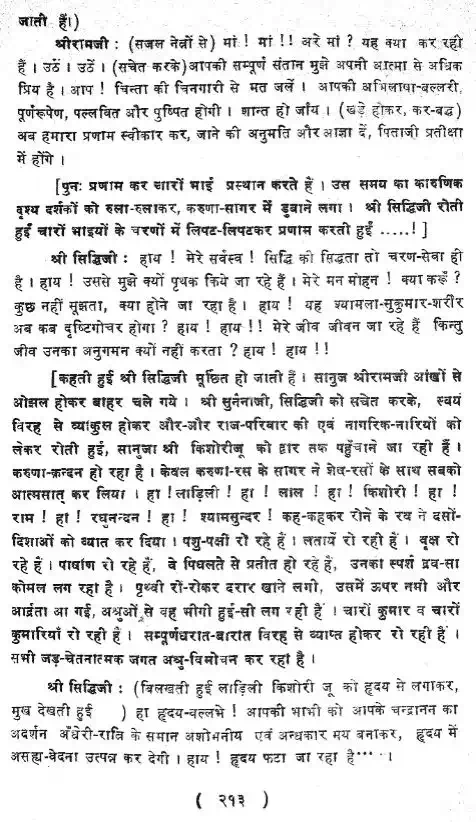 जाती हैं।)
श्रीरामजी : (सजल नेत्रों से) मां ! मां !! अरे मां ? यह क्या कर रही
हैं । उठें । उठें । (सचेत करके) आपकी सम्पूर्ण संतान मुझे अपनी आत्मा से अधिक
प्रिय है । आप ! चिन्ता की चिनगारी से मत जलें । आपकी अभिलाषा-बल्लरी,
पूर्णरूपेण, पल्लवित और पुष्पित होगी । शान्त हो जाँय । (खड़े होकर, कर-बद्ध)
अब हमारा प्रणाम स्वीकार कर, जाने की अनुमति और आज्ञा दें, पिताजी प्रतीक्षा
में होंगे ।
[पुनः प्रणाम कर चारों भाई प्रस्थान करते हैं । उस समय का कारुणिक
दृश्य दर्शकों को रुला-रुलाकर, करुणा-सागर में डुबाने लगा । श्री सिद्धिजी रोती
हुई चारों भाइयों के चरणों में लिपट-लिपटकर प्रणाम करती हुई .....! ]
श्री सिद्धिजी : हाय ! मेरे सर्वस्व ! सिद्धि की सिद्धता तो चरण-सेवा ही
है । हाय ! उससे मुझे क्यों पृथक किये जा रहे हैं । मेरे मन मोहन ! क्या करूँ ?
कुछ नहीं सूझता, क्या होने जा रहा है । हाय ! यह श्यामला-सुकुमार-शरीर
अब कब दृष्टिगोचर होगा ? हाय ! हाय !! मेरे जीव जीवन जा रहे हैं किन्तु
जीव उनका अनुगमन क्यों नहीं करता ? हाय ! हाय !!
[कहती हुई श्री सिद्धिजी मूर्छित हो जाती हैं । सानुज श्रीरामजी आंखों से
ओझल होकर बाहर चले गये । श्री सुनैनाजी, सिद्धिजी को सचेत करके, स्वयं
विरह से व्याकुल होकर और-और राज-परिवार की एवं नागरिक-नारियों को
लेकर रोती हुई, सानुजा श्री किशोरीजू को द्वार तक पहुँचाने जा रही हैं ।
करुणा-क्रन्दन हो रहा है । केवल करुणा-रस के सागर ने शेष-रसों के साथ सबको
आत्मसात् कर लिया । हा ! लाड़िली ! हा ! लाल ! हा ! किशोरी ! हा !
राम ! हा ! रघुनन्दन ! हा ! श्यामसुन्दर ! कह-कहकर रोने के रव ने दसों-
दिशाओं को व्याप्त कर दिया । पशु-पक्षी रो रहे हैं । लतायें रो रही हैं । वृक्ष रो
रहे हैं । पाषाण रो रहे हैं, वे पिघलते से प्रतीत हो रहे हैं, उनका स्पर्श द्रव-सा
कोमल लग रहा है । पृथ्वी रो-रोकर दरार खाने लगी, उसमें ऊपर नमी और
आर्द्रता आ गई, अश्रुओं से वह भीगी हुई-सी लग रही है । चारों कुमार व चारों
कुमारियाँ रो रही हैं । सम्पूर्ण बरात-बारात विरह से व्याप्त होकर रो रही है ।
सभी जड़-चेतनात्मक जगत अश्रु-विमोचन कर रहा है ।
श्री सिद्धिजी : (बिलखती हुई लाड़िली किशोरी जू को हृदय से लगाकर,
मुख देखती हुई ) हा हृदय-वल्लभे ! आपकी भाभी को आपके चन्द्रानन का
अदर्शन अँधेरी-रात्रि के समान अशोभनीय एवं अन्धकार मय बनाकर, हृदय में
असह्य-वेदना उत्पन्न कर देगी । हाय ! हृदय फटा जा रहा है..... ।
( २१३ )